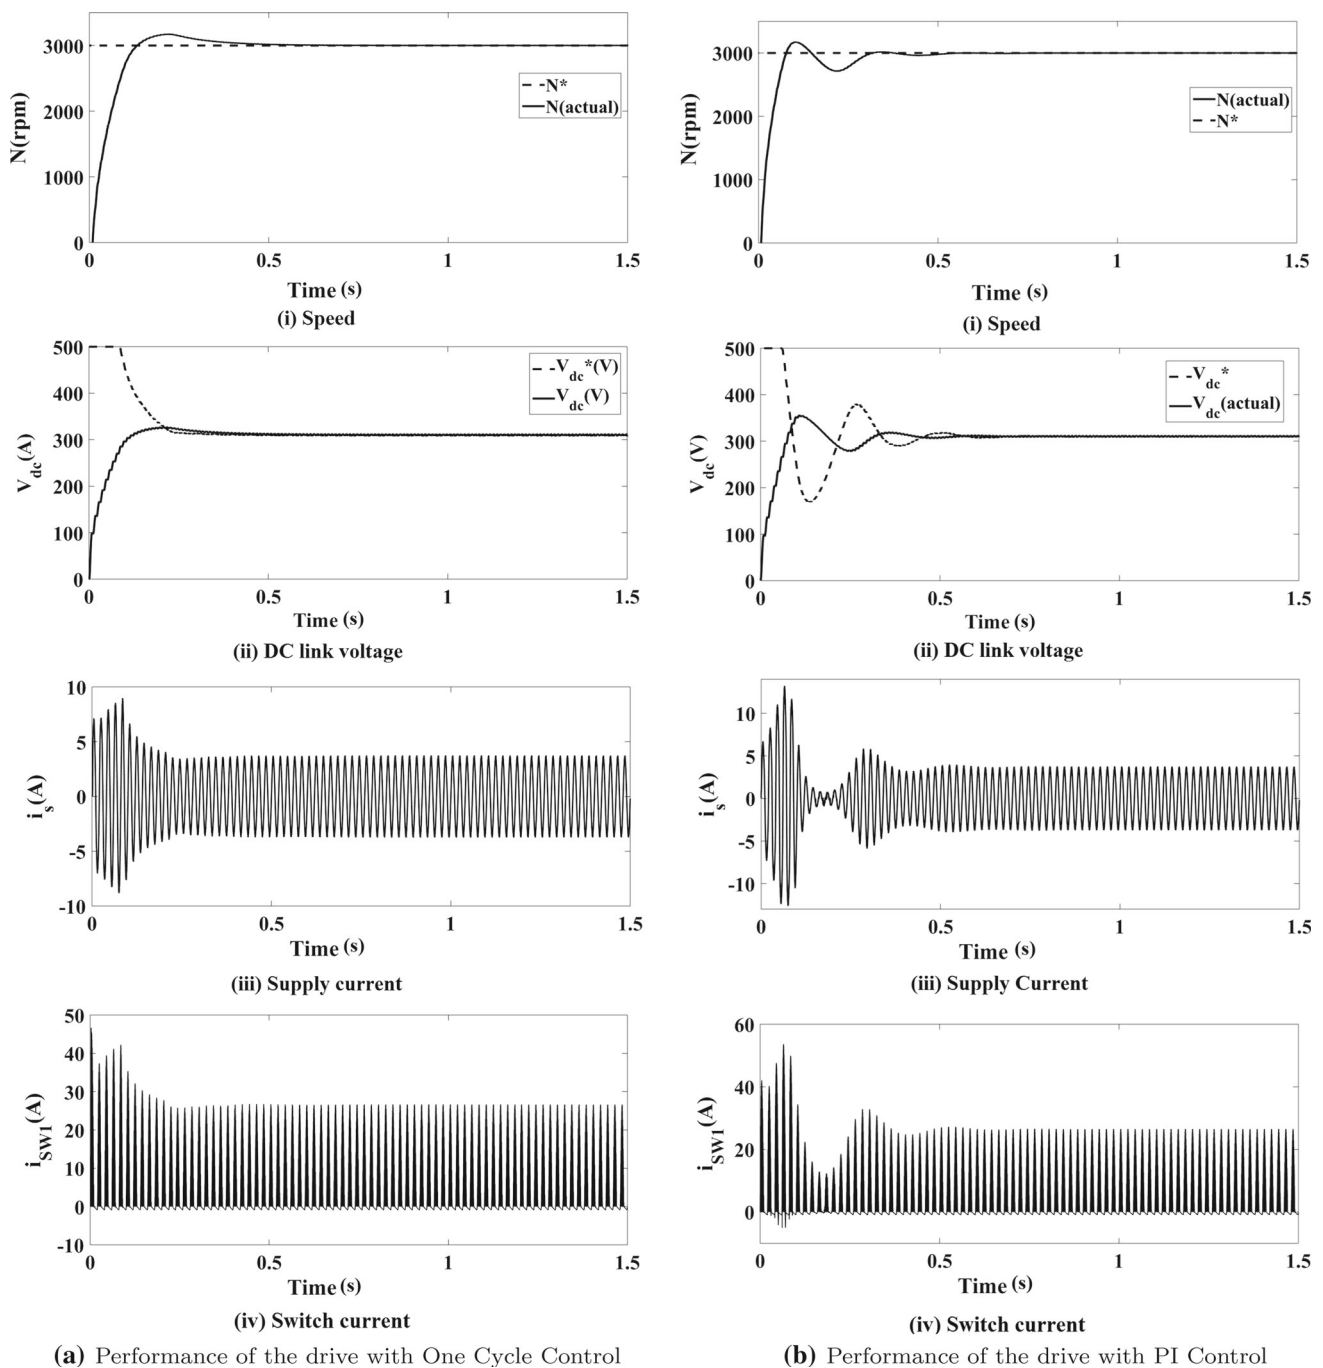 3000
2000
1000
0
N(rpm)
N*
N(actual)
0 0.5 1 1.5
Time (s)
(i) Speed
500
400
300
200
100
0
V_dc(A)
V_dc*(V)
V_dc(V)
0 0.5 1 1.5
Time (s)
(ii) DC link voltage
10
5
0
-5
-10
i_s(A)
0 0.5 1 1.5
Time (s)
(iii) Supply current
50
40
30
20
10
0
-10
i_SW1(A)
0 0.5 1 1.5
Time (s)
(iv) Switch current
(a) Performance of the drive with One Cycle Control
3000
2000
1000
0
N(rpm)
N(actual)
N*
0 0.5 1 1.5
Time (s)
(i) Speed
500
400
300
200
100
0
V_dc(V)
V_dc*
V_dc(actual)
0 0.5 1 1.5
Time (s)
(ii) DC link voltage
10
5
0
-5
-10
i_s(A)
0 0.5 1 1.5
Time (s)
(iii) Supply Current
60
40
20
0
i_SW1(A)
0 0.5 1 1.5
Time (s)
(iv) Switch current
(b) Performance of the drive with PI Control